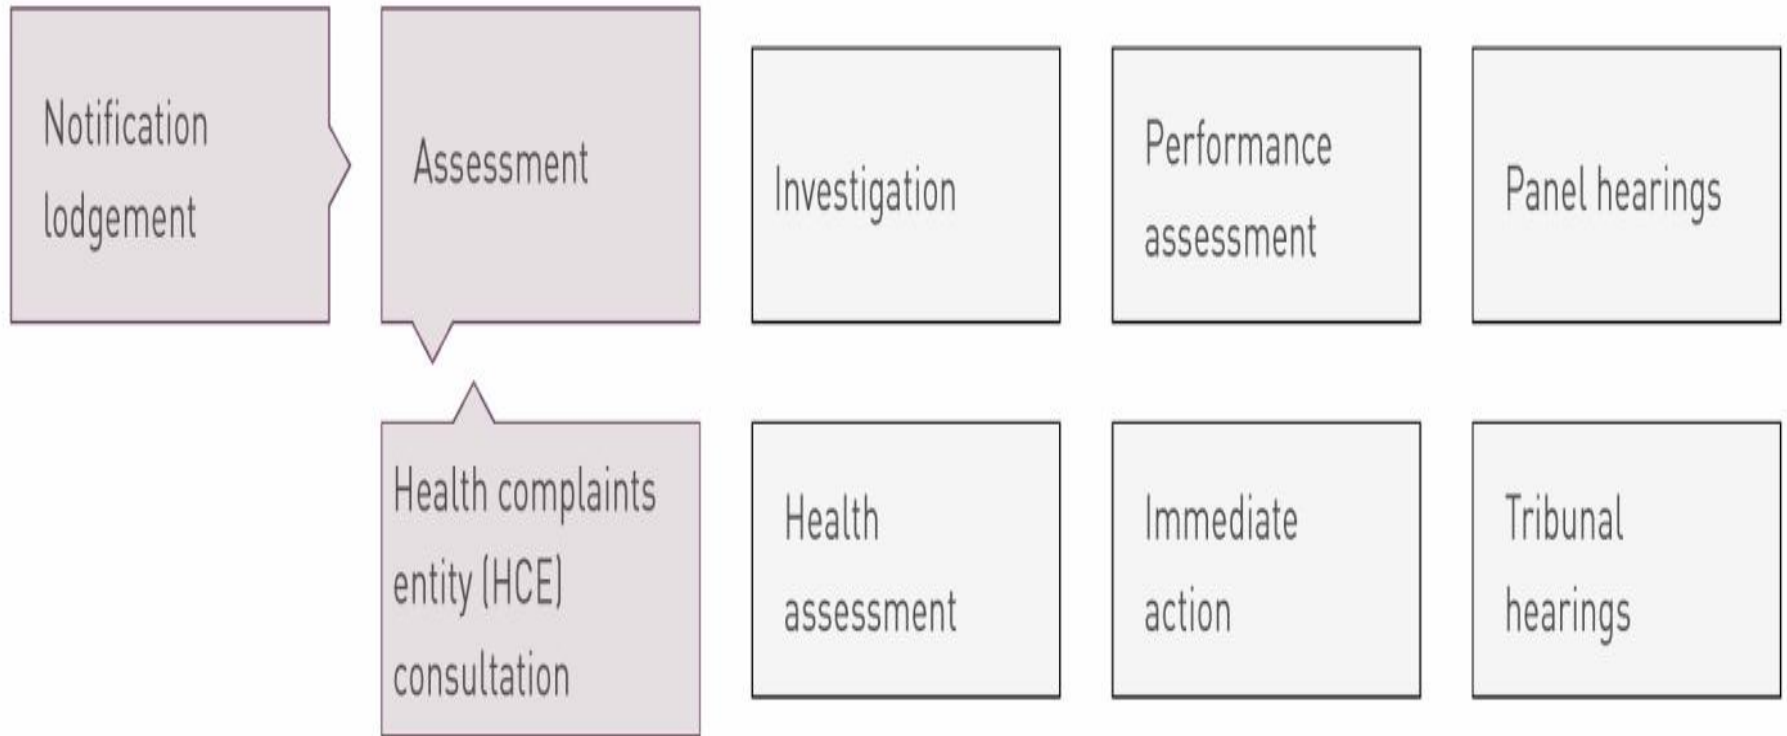 Notification
lodgement
Assessment
Investigation
Performance
assessment
Panel hearings
Health complaints
entity (HCE)
consultation
Health
assessment
Immediate
action
Tribunal
hearings